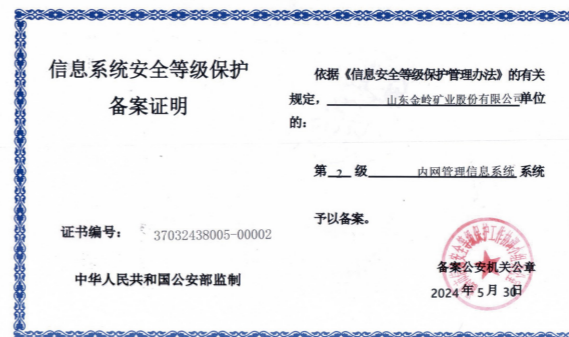 信息系统安全等级保护
备案证明
证书编号： 37032438005-00002
中华人民共和国公安部监制
依据《信息安全等级保护管理办法》的有关
规定，山东金岭矿业股份有限公司单位
的：
第 2 级 内网管理信息系统 系统
予以备案。
备案公安机关公章
2024 年 5 月 30日